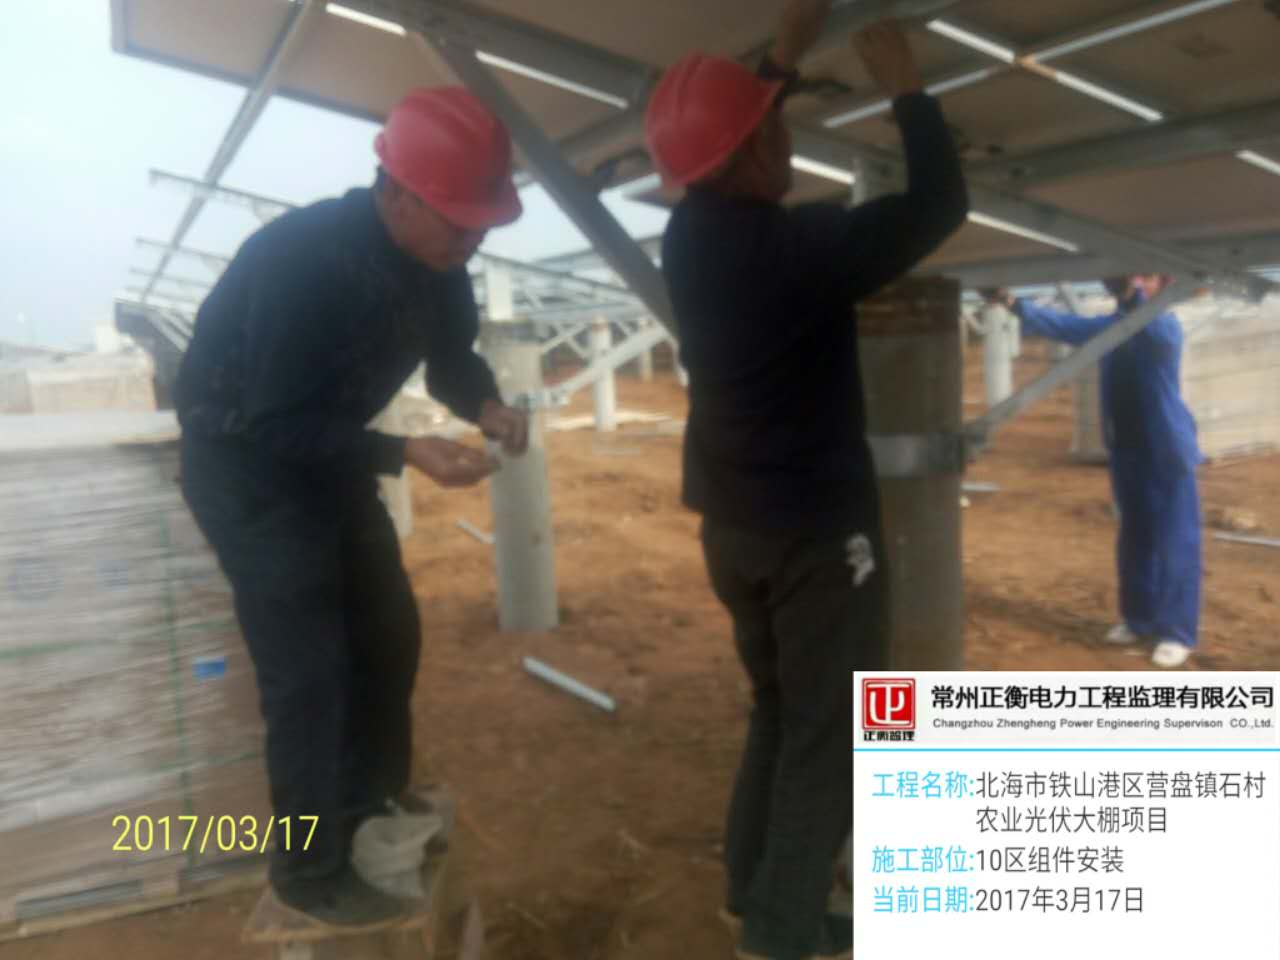 2017/03/17
正衡监理
常州正衡电力工程监理有限公司
Changzhou Zhengheng Power Engineering Supervison CO.,Ltd.
工程名称:北海市铁山港区营盘镇石村
农业光伏大棚项目
施工部位:10区组件安装
当前日期:2017年3月17日